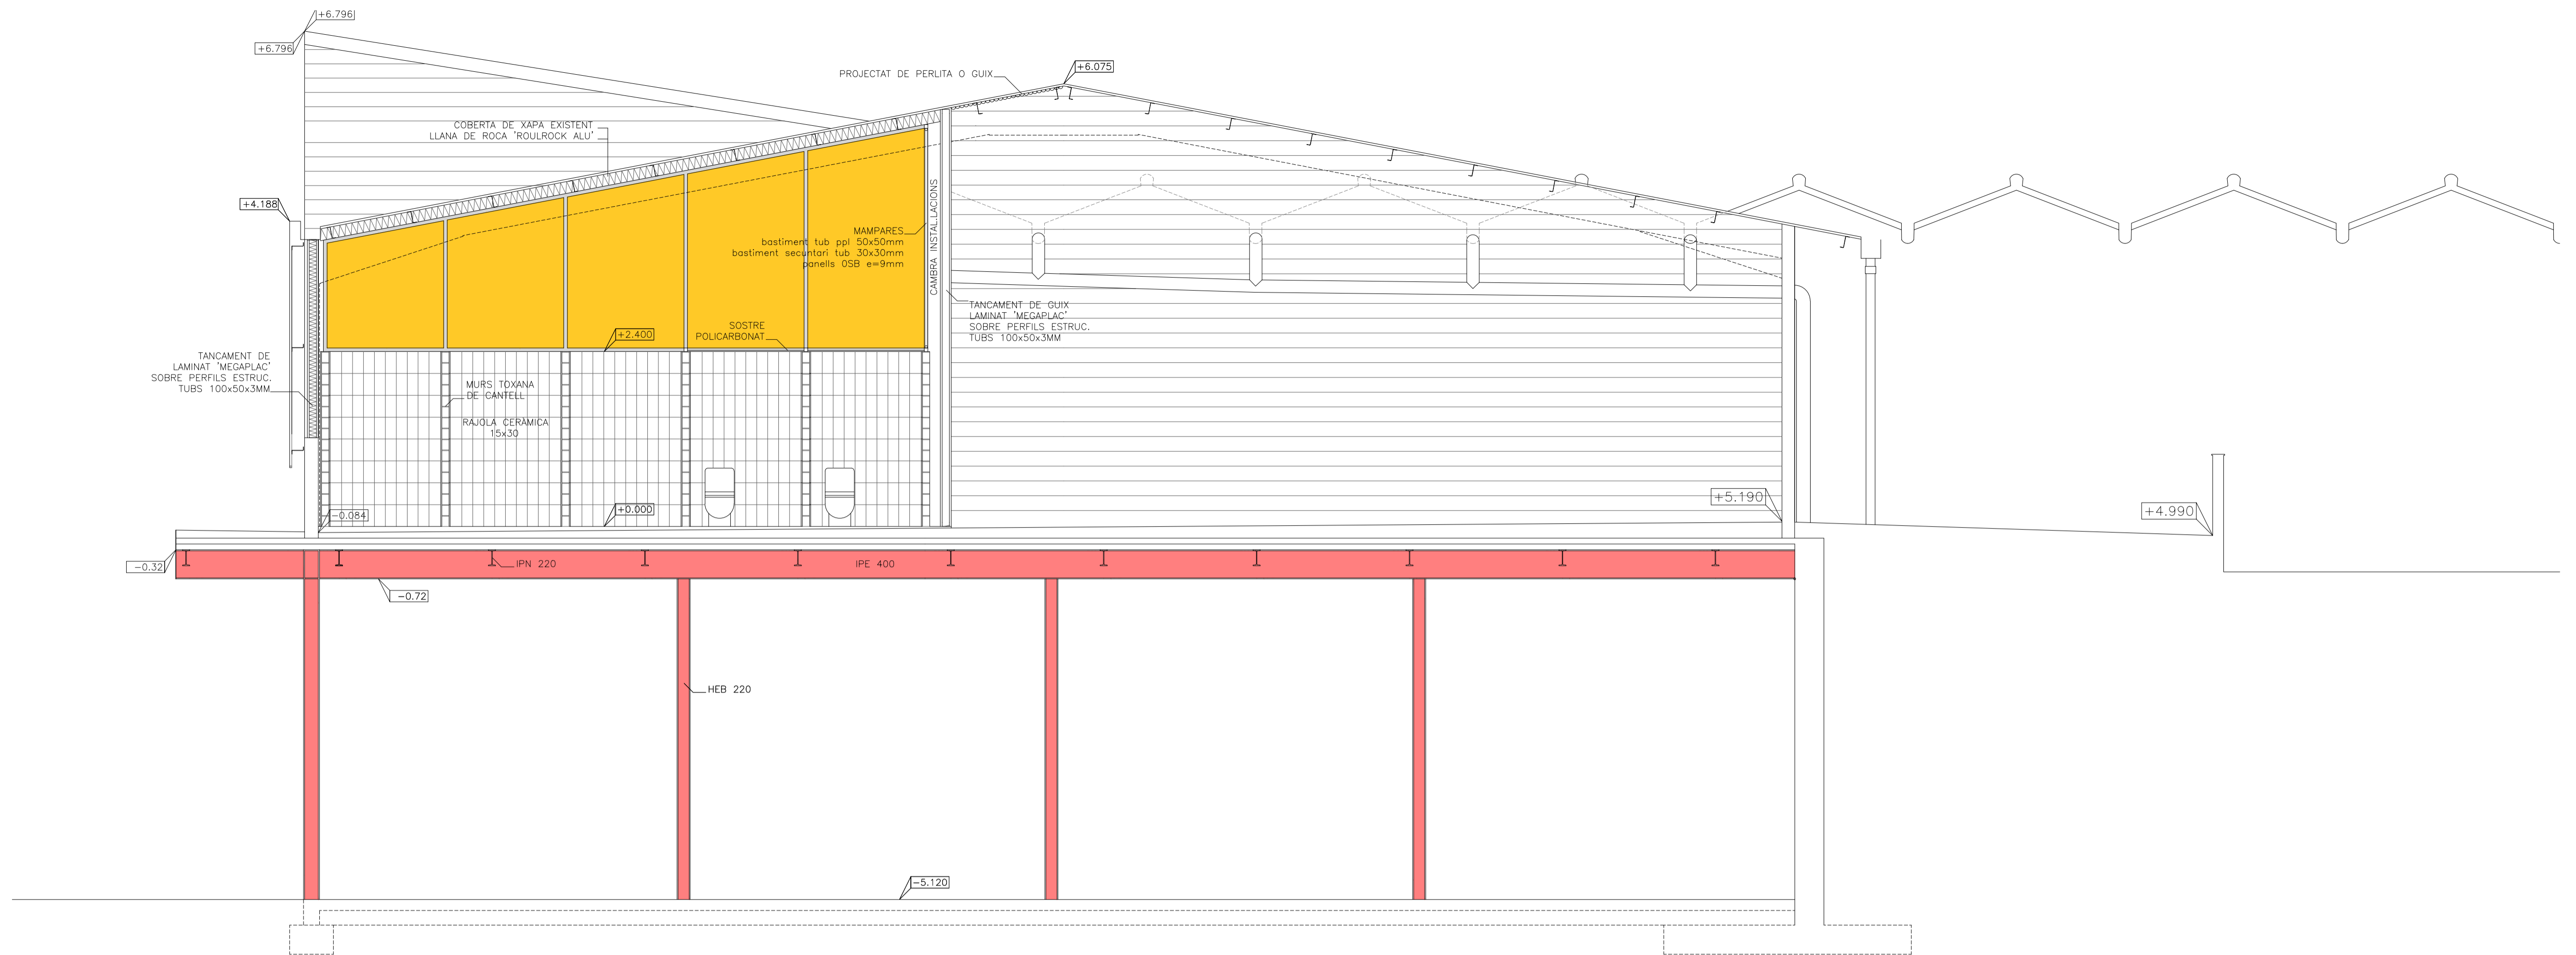 +6.796
+6.796
PROJECTAT DE PERLITA O GUIX
+6.075
COBERTA DE XAPA EXISTENT
LLANA DE ROCA 'ROULROCK ALU'
+4.188
MAMPARES
bastiment tub ppl 50x50mm
bastiment secuntari tub 30x30mm
panells OSB e=9mm
CAMBRA INSTAL.LACIONS
TANCAMENT DE GUIX
LAMINAT 'MEGAPLAC'
SOBRE PERFILS ESTRUC.
TUBS 100x50x3MM
SOSTRE
POLICARBONAT
+2.400
TANCAMENT DE
LAMINAT 'MEGAPLAC'
SOBRE PERFILS ESTRUC.
TUBS 100x50x3MM
MURS TOXANA
DE CANTELL
RAJOLA CERÀMICA
15x30
+5.190
+4.990
-0.084
+0.000
-0.32
IPN 220
IPE 400
-0.72
HEB 220
-5.120